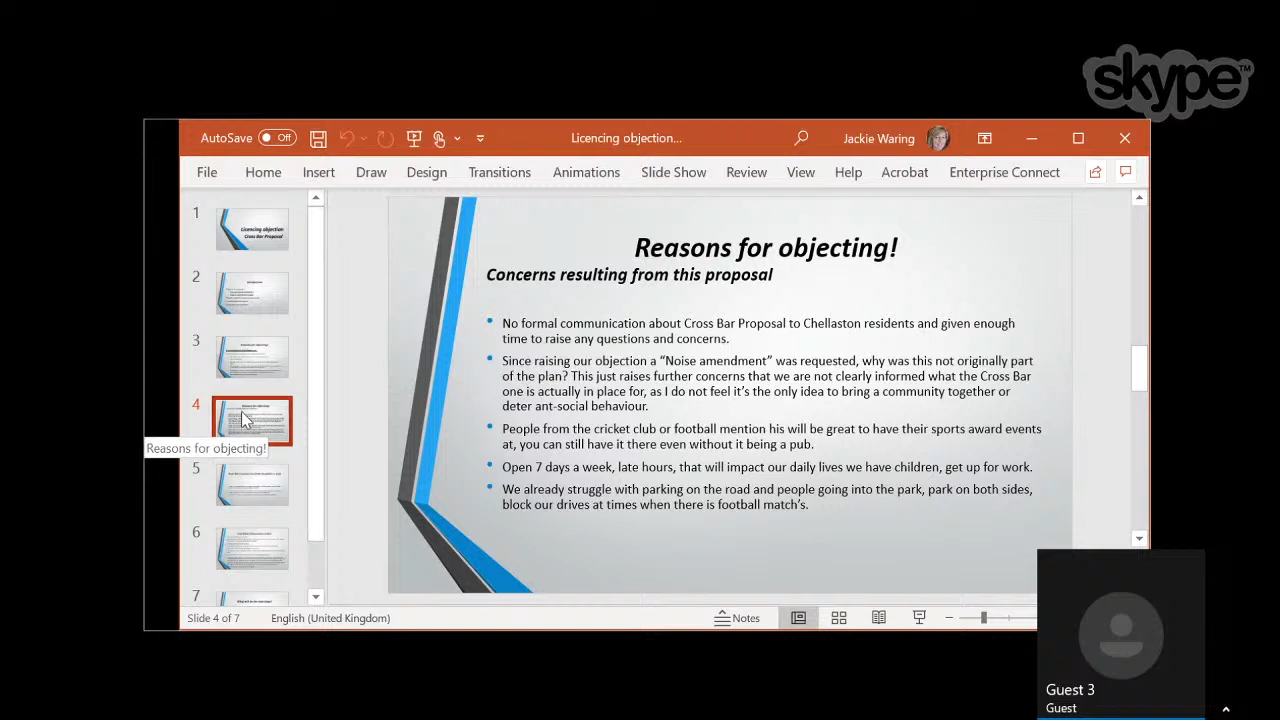 skype™
AutoSave Off Licencing objection... Jackie Waring
File Home Insert Draw Design Transitions Animations Slide Show Review View Help Acrobat Enterprise Connect
1
Licencing objection
Cross Bar Proposal
2
3
4
Reasons for objecting!
5
6
7
Reasons for objecting!
Concerns resulting from this proposal
No formal communication about Cross Bar Proposal to Chellaston residents and given enough
time to raise any questions and concerns.
Since raising our objection a “Noise amendment” was requested, why was this not originally part
of the plan? This just raises further concerns that we are not clearly informed what the Cross Bar
one is actually in place for, as I do not feel it’s the only idea to bring a community together or
deter ant-social behaviour.
People from the cricket club or football mention his will be great to have their sports award events
at, you can still have it there even without it being a pub.
Open 7 days a week, late hours, that will impact our daily lives we have children, get up for work.
We already struggle with parking on the road and people going into the park, park on both sides,
block our drives at times when there is football match’s.
Slide 4 of 7 English (United Kingdom) Notes
Guest 3
Guest